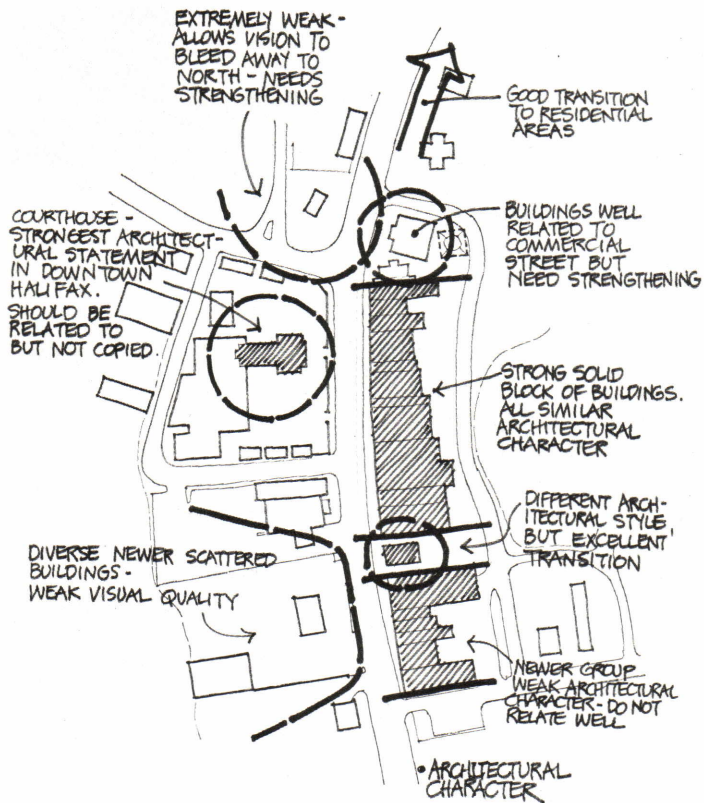 EXTREMELY WEAK -
ALLOWS VISION TO
BLEED AWAY TO
NORTH - NEEDS
STRENGTHENING
GOOD TRANSITION
TO RESIDENTIAL
AREAS
COURTHOUSE -
STRONGEST ARCHITECT-
URAL STATEMENT
IN DOWNTOWN
HALIFAX.
SHOULD BE
RELATED TO
BUT NOT COPIED.
BUILDINGS WELL
RELATED TO
COMMERCIAL
STREET BUT
NEED STRENGTHENING
STRONG SOLID
BLOCK OF BUILDINGS.
ALL SIMILAR
ARCHITECTURAL
CHARACTER
DIFFERENT ARCH-
ITECTURAL STYLE
BUT EXCELLENT
TRANSITION
DIVERSE NEWER SCATTERED
BUILDINGS -
WEAK VISUAL QUALITY
NEWER GROUP
WEAK ARCHITECTURAL
CHARACTER - DO NOT
RELATE WELL
• ARCHITECTURAL
CHARACTER